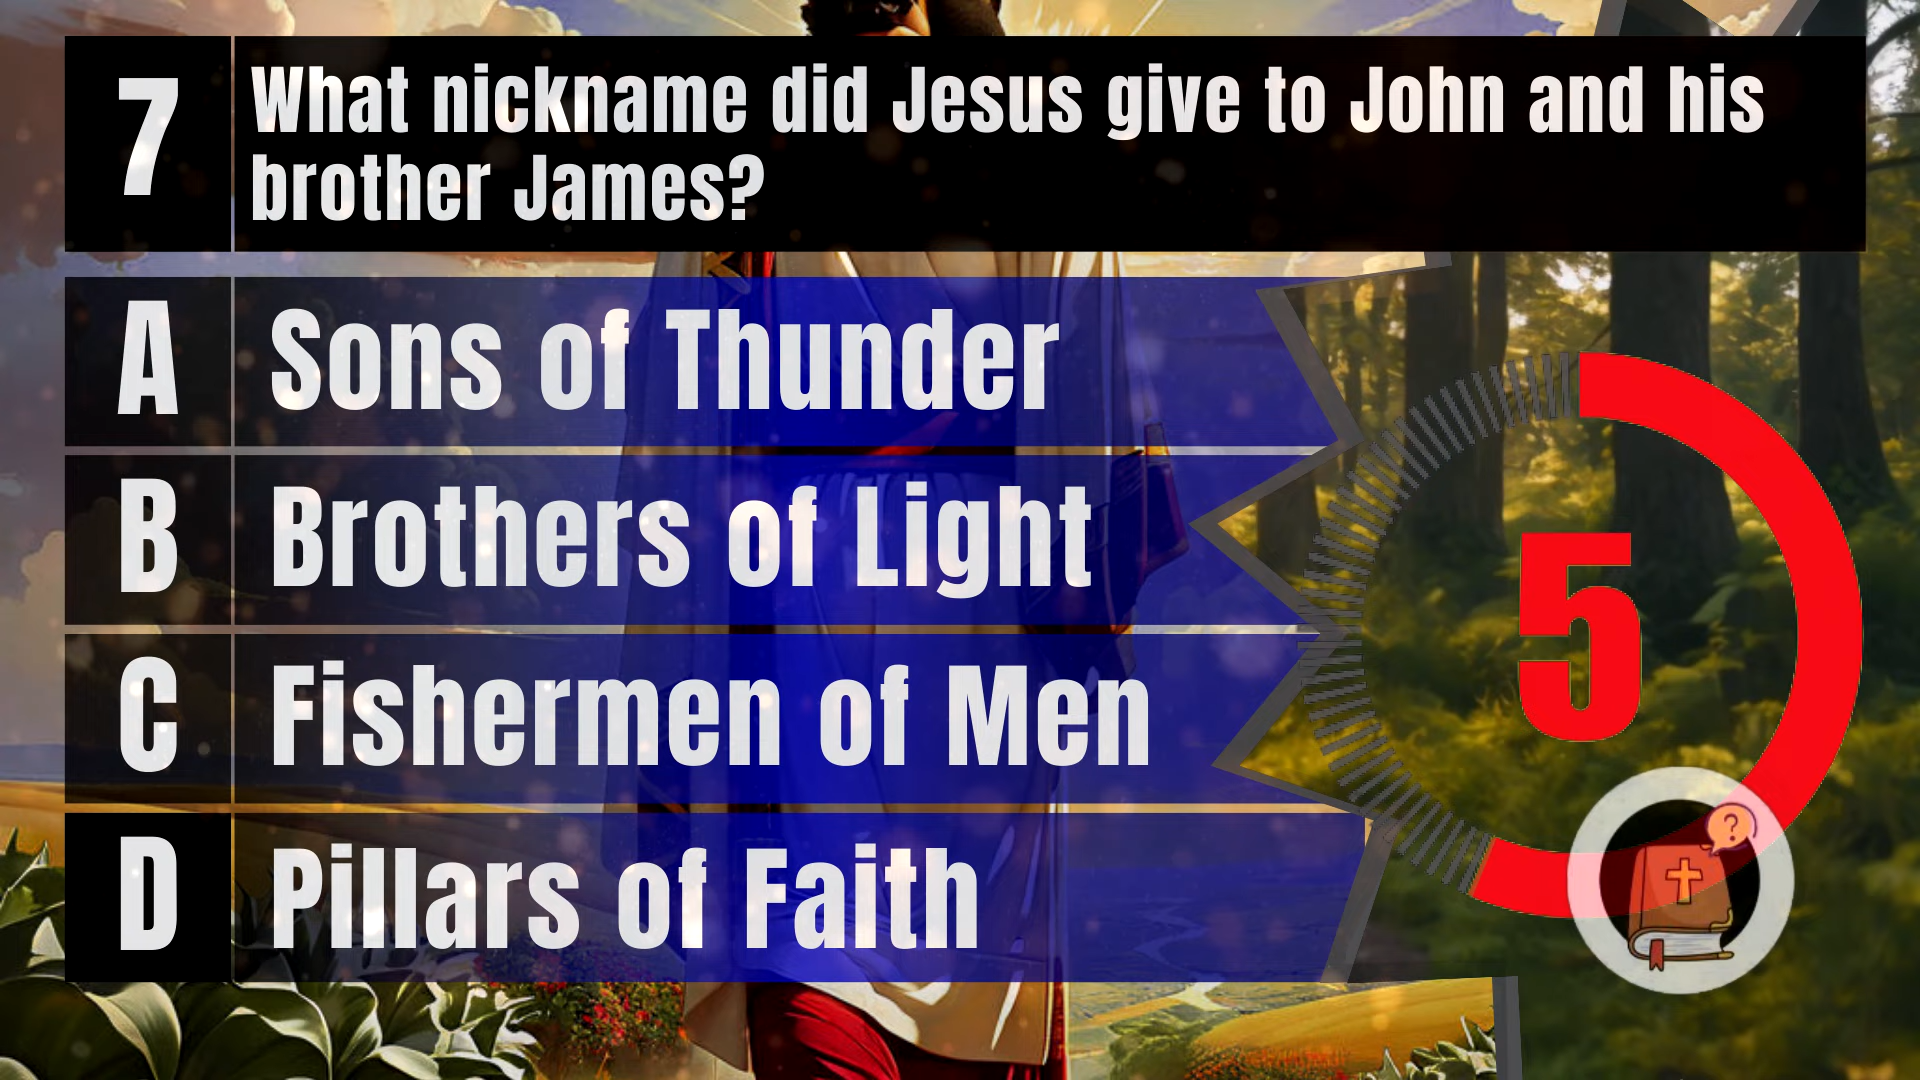 7
What nickname did Jesus give to John and his
brother James?
A
Sons of Thunder
B
Brothers of Light
C
Fishermen of Men
D
Pillars of Faith
5
?